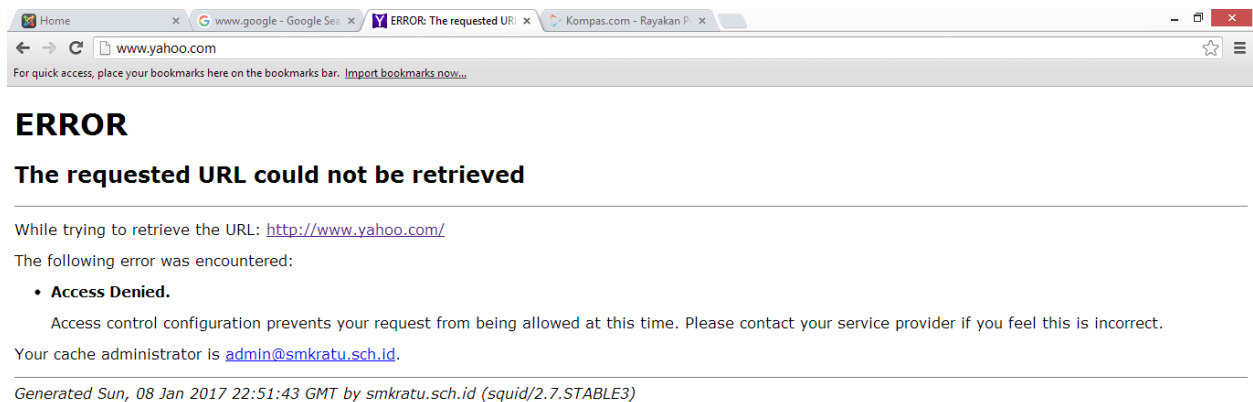 Home
www.google - Google Sea
ERROR: The requested UR
Kompas.com - Rayakan P
www.yahoo.com
For quick access, place your bookmarks here on the bookmarks bar. Import bookmarks now...
ERROR
The requested URL could not be retrieved
While trying to retrieve the URL: http://www.yahoo.com/
The following error was encountered:
• Access Denied.
Access control configuration prevents your request from being allowed at this time. Please contact your service provider if you feel this is incorrect.
Your cache administrator is admin@smkratu.sch.id.
Generated Sun, 08 Jan 2017 22:51:43 GMT by smkratu.sch.id (squid/2.7.STABLE3)